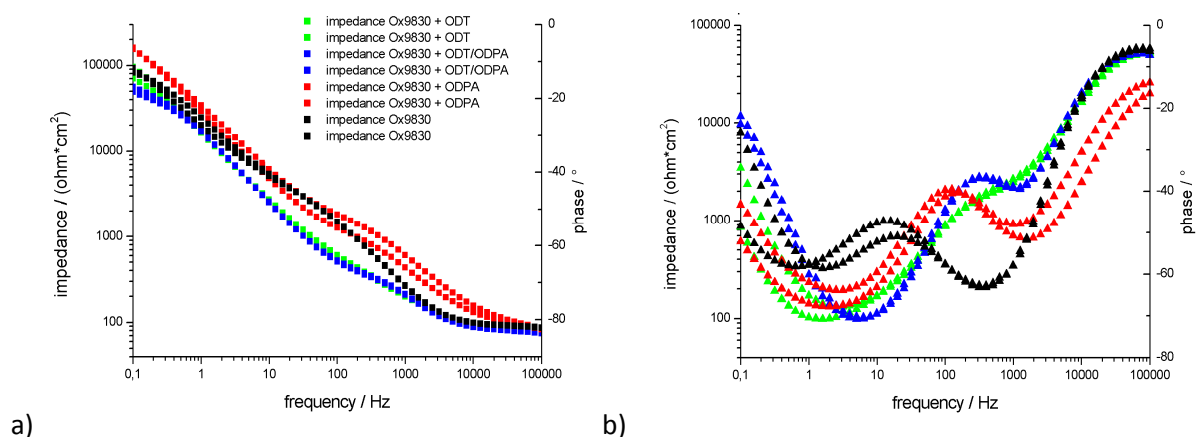 impedance / (ohm*cm2)
100000
10000
1000
100
impedance Ox9830 + ODT
impedance Ox9830 + ODT
impedance Ox9830 + ODT/ODPA
impedance Ox9830 + ODT/ODPA
impedance Ox9830 + ODPA
impedance Ox9830 + ODPA
impedance Ox9830
impedance Ox9830
0
-20
-40
-60
-80
phase / °
0,1 1 10 100 1000 10000 100000
frequency / Hz
a)
impedance / (ohm*cm2)
100000
10000
1000
100
0
-20
-40
-60
-80
phase / °
0,1 1 10 100 1000 10000 100000
frequency / Hz
b)